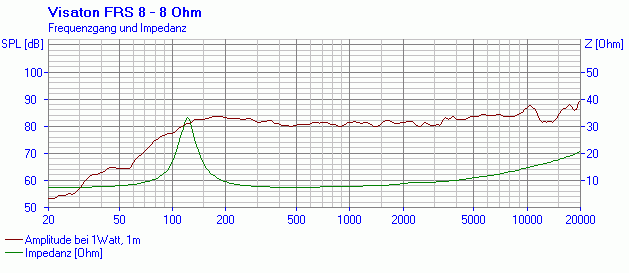 Visaton FRS 8 - 8 Ohm
Frequenzgang und Impedanz
SPL [dB] Z [Ohm]
100 50
90 40
80 30
70 20
60 10
50
20 50 100 200 500 1000 2000 5000 10000 20000
Amplitude bei 1Watt, 1m
Impedanz [Ohm]